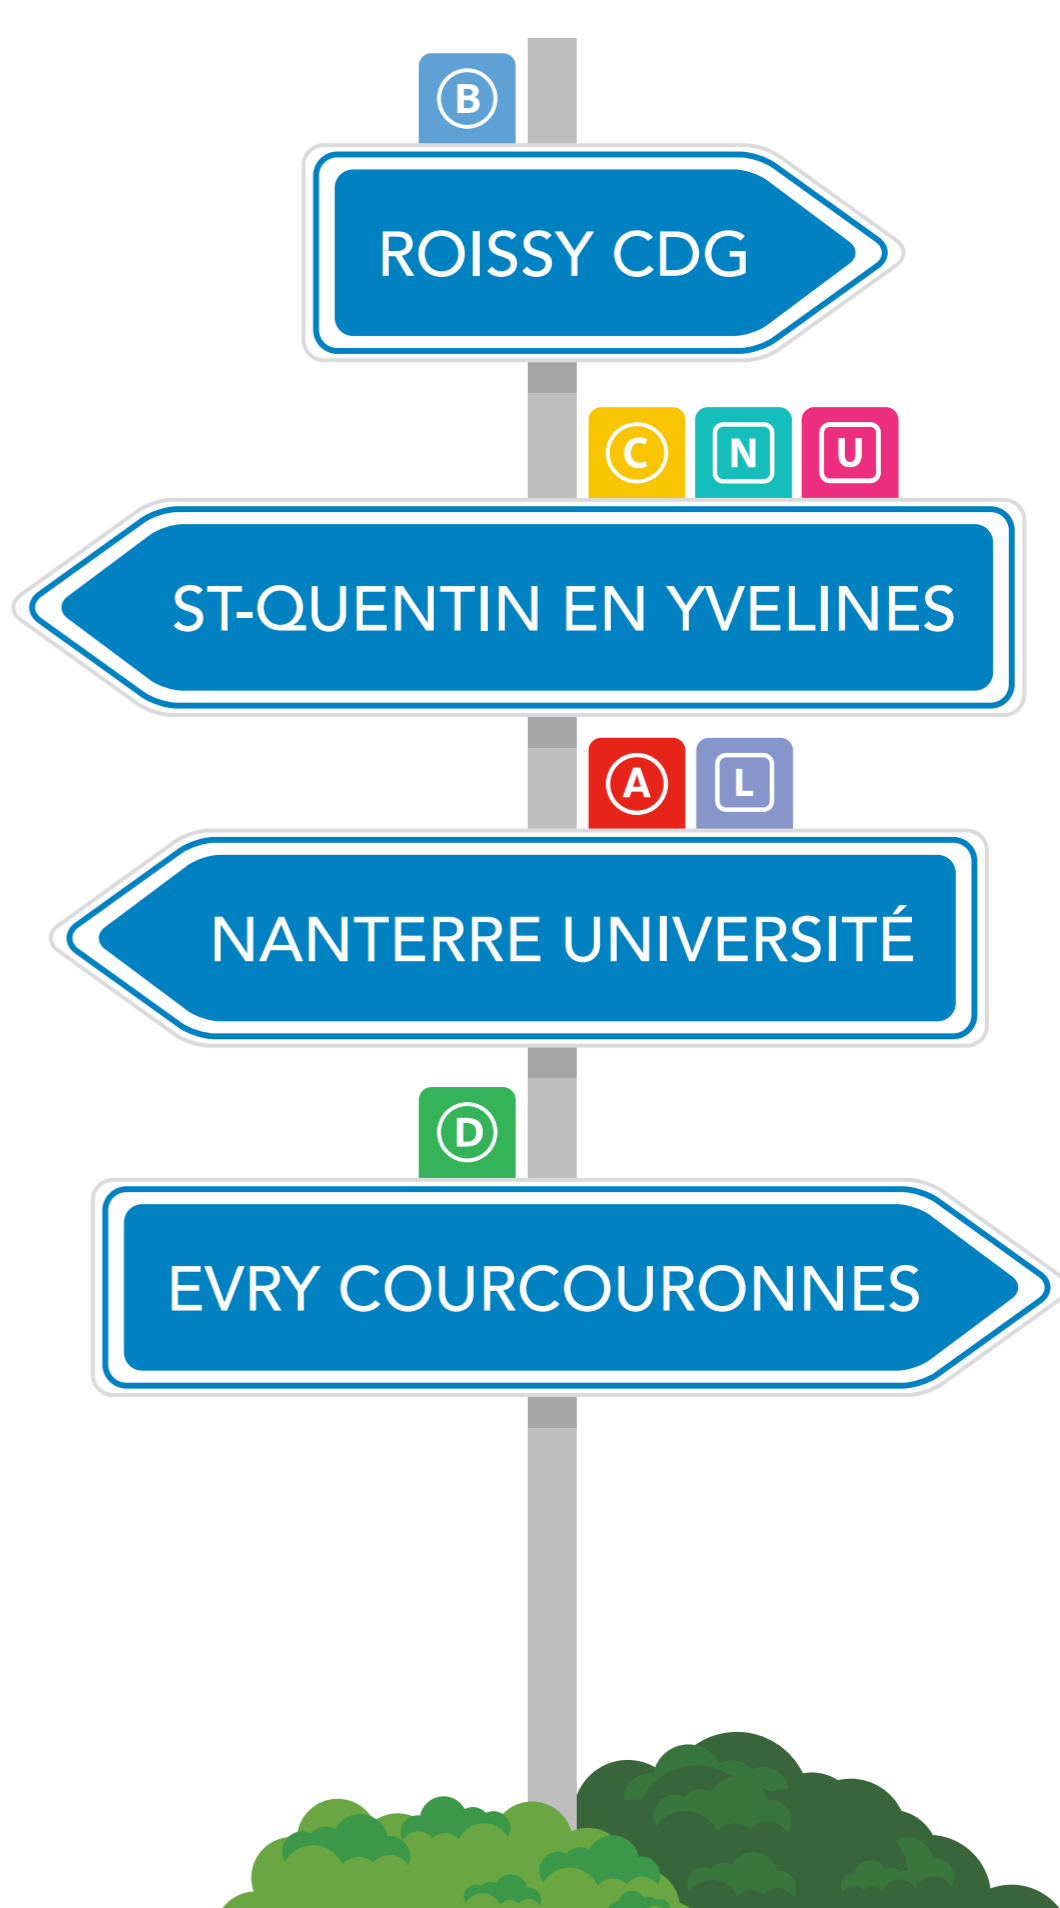 B
ROISSY CDG
C N U
ST-QUENTIN EN YVELINES
A L
NANTERRE UNIVERSITÉ
D
EVRY COURCOURONNES